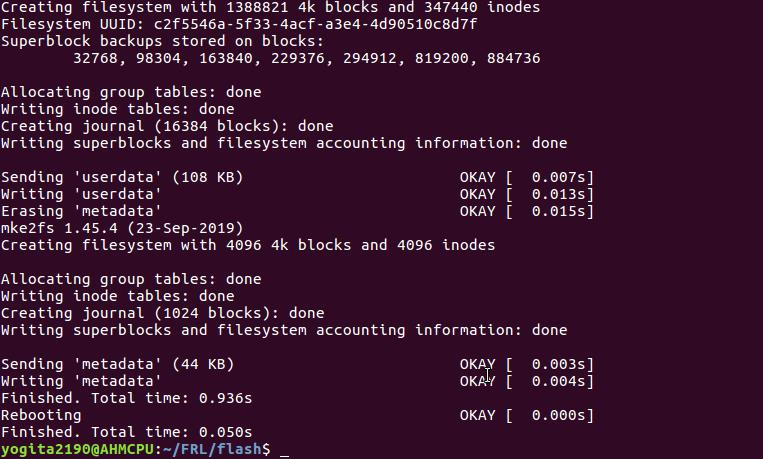 Creating filesystem with 1388821 4k blocks and 347440 inodes
Filesystem UUID: c2f5546a-5f33-4acf-a3e4-4d90510c8d7f
Superblock backups stored on blocks:
        32768, 98304, 163840, 229376, 294912, 819200, 884736

Allocating group tables: done
Writing inode tables: done
Creating journal (16384 blocks): done
Writing superblocks and filesystem accounting information: done

Sending 'userdata' (108 KB)                        OKAY [  0.007s]
Writing 'userdata'                                 OKAY [  0.013s]
Erasing 'metadata'                                 OKAY [  0.015s]
mke2fs 1.45.4 (23-Sep-2019)
Creating filesystem with 4096 4k blocks and 4096 inodes

Allocating group tables: done
Writing inode tables: done
Creating journal (1024 blocks): done
Writing superblocks and filesystem accounting information: done

Sending 'metadata' (44 KB)                         OKAY [  0.003s]
Writing 'metadata'                                 OKAY [  0.004s]
Finished. Total time: 0.936s
Rebooting                                          OKAY [  0.000s]
Finished. Total time: 0.050s
yogita2190@AHMCPU:~/FRL/flash$ _